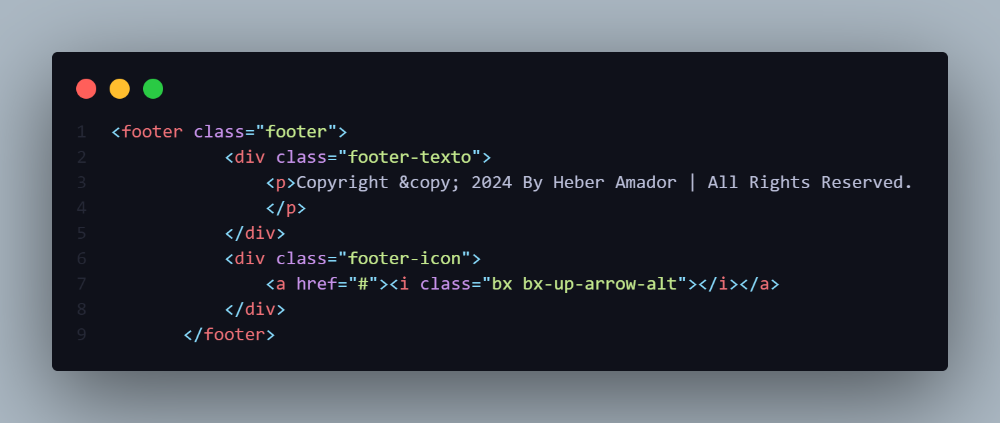 1 <footer class="footer">
2 <div class="footer-texto">
3 <p>Copyright &copy; 2024 By Heber Amador | All Rights Reserved.
4 </p>
5 </div>
6 <div class="footer-icon">
7 <a href="#"><i class="bx bx-up-arrow-alt"></i></a>
8 </div>
9 </footer>